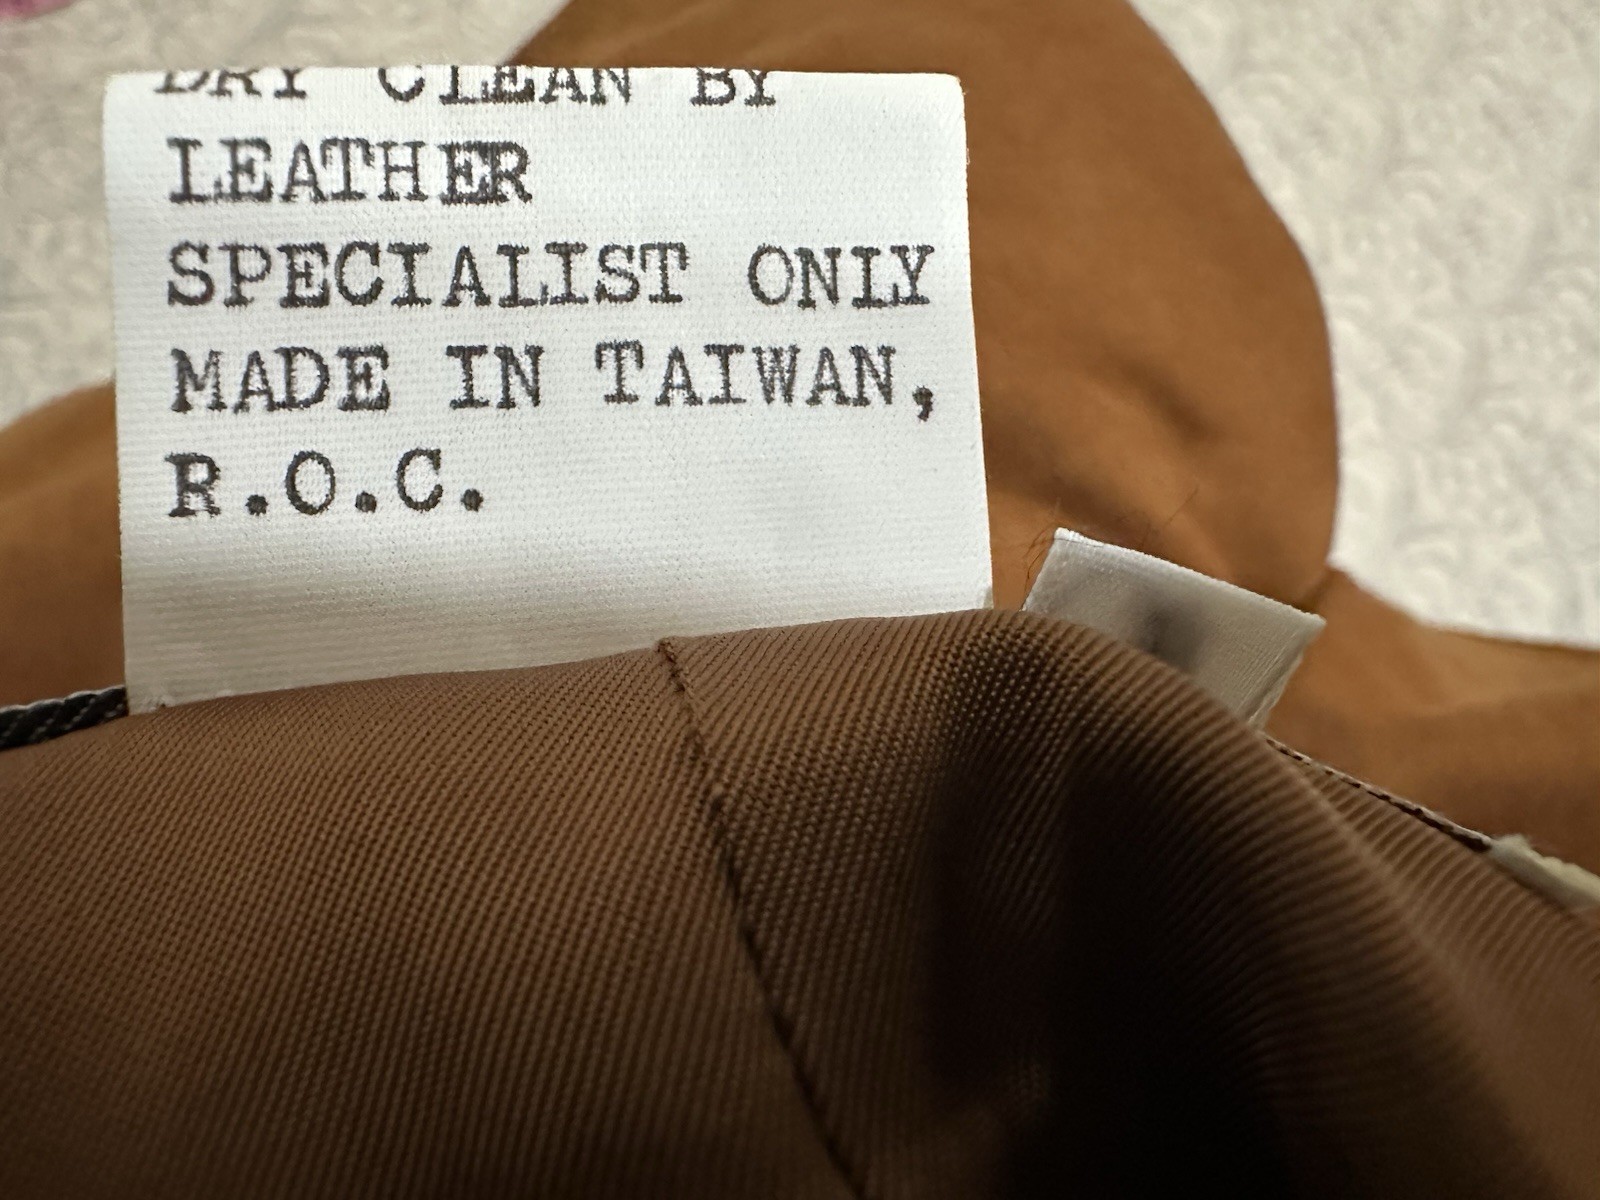 DRY CLEAN BY
LEATHER
SPECIALIST ONLY
MADE IN TAIWAN,
R.O.C.